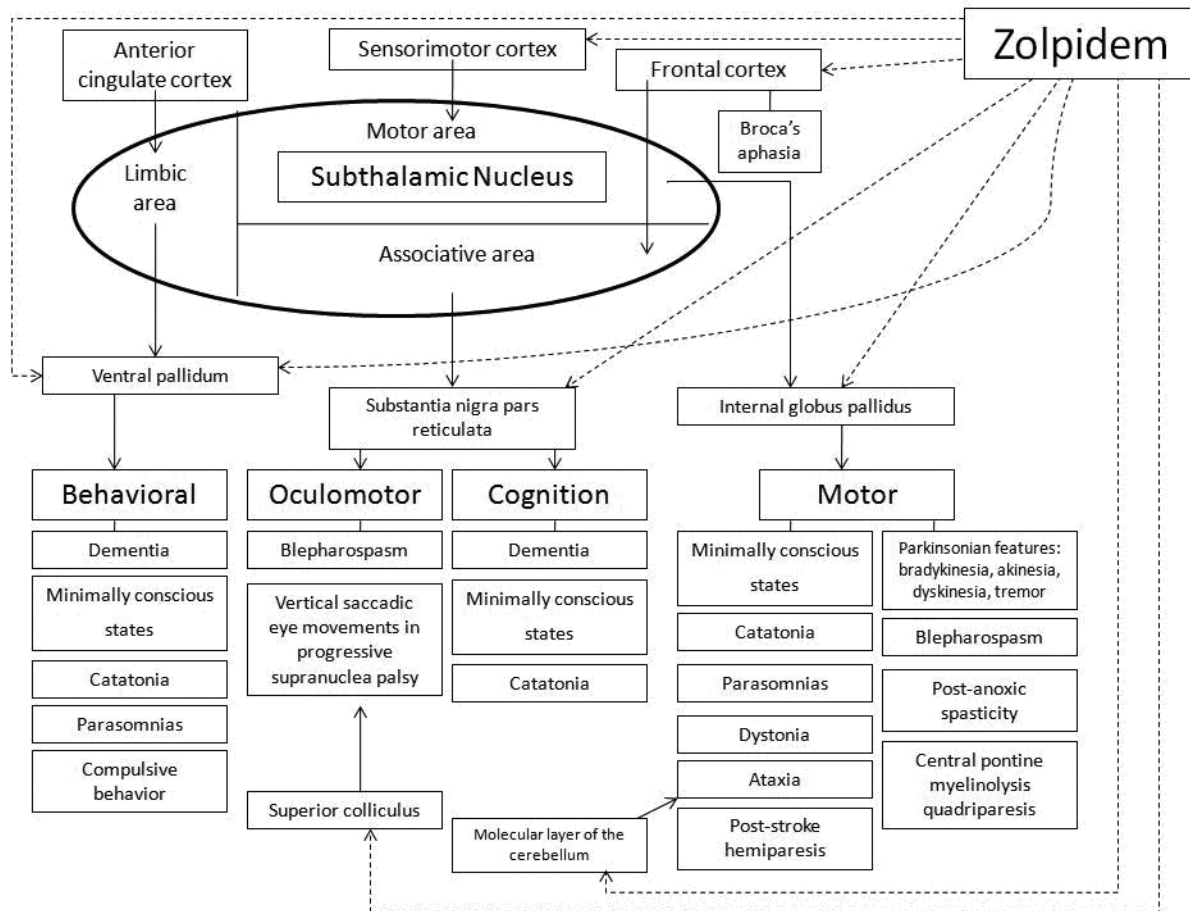 Anterior
cingulate cortex
Sensorimotor cortex
Frontal cortex
Zolpidem
Broca's
aphasia
Motor area
Subthalamic Nucleus
Limbic
area
Associative area
Ventral pallidum
Substantia nigra pars
reticulata
Internal globus pallidus
Behavioral
Dementia
Minimally conscious
states
Catatonia
Parasomnias
Compulsive
behavior
Oculomotor
Blepharospasm
Vertical saccadic
eye movements in
progressive
supranuclea palsy
Superior colliculus
Cognition
Dementia
Minimally conscious
states
Catatonia
Molecular layer of the
cerebellum
Motor
Minimally conscious
states
Catatonia
Parasomnias
Dystonia
Ataxia
Post-stroke
hemiparesis
Parkinsonian features:
bradykinesia, akinesia,
dyskinesia, tremor
Blepharospasm
Post-anoxic
spasticity
Central pontine
myelinolysis
quadriparesis